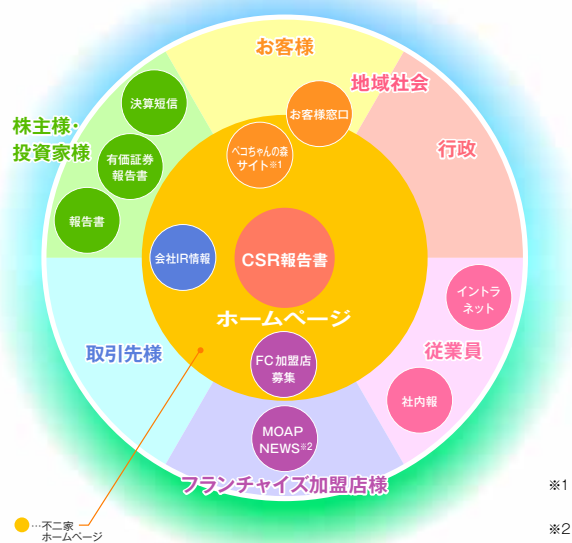 お客様
地域社会
行政
株主様・
投資家様
決算短信
有価証券
報告書
報告書
お客様窓口
ペコちゃんの森
サイト※1
会社IR情報
CSR報告書
ホームページ
イントラ
ネット
従業員
社内報
取引先様
FC加盟店
募集
MOAP
NEWS※2
フランチャイズ加盟店様
…不二家
ホームページ
※1
※2